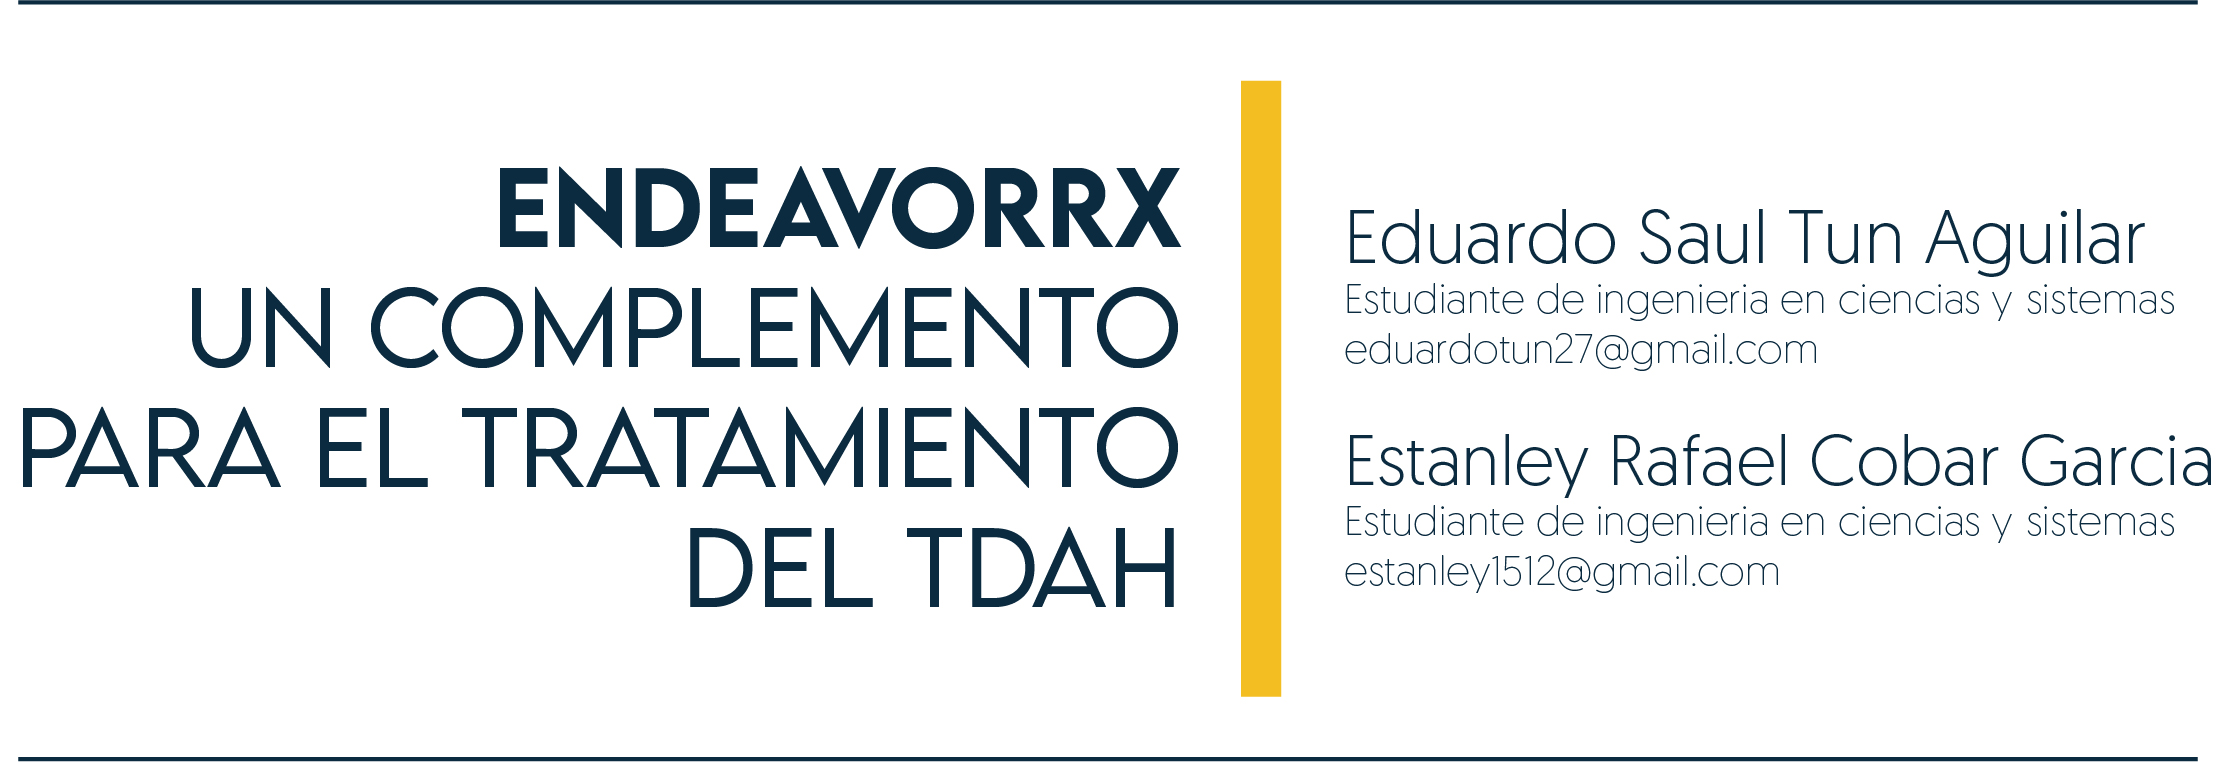 ENDEAVORRX
UN COMPLEMENTO
PARA EL TRATAMIENTO
DEL TDAH
Eduardo Saul Tun Aguilar
Estudiante de ingenieria en ciencias y sistemas
eduardotun27@gmail.com
Estanley Rafael Cobar Garcia
Estudiante de ingenieria en ciencias y sistemas
estanley1512@gmail.com